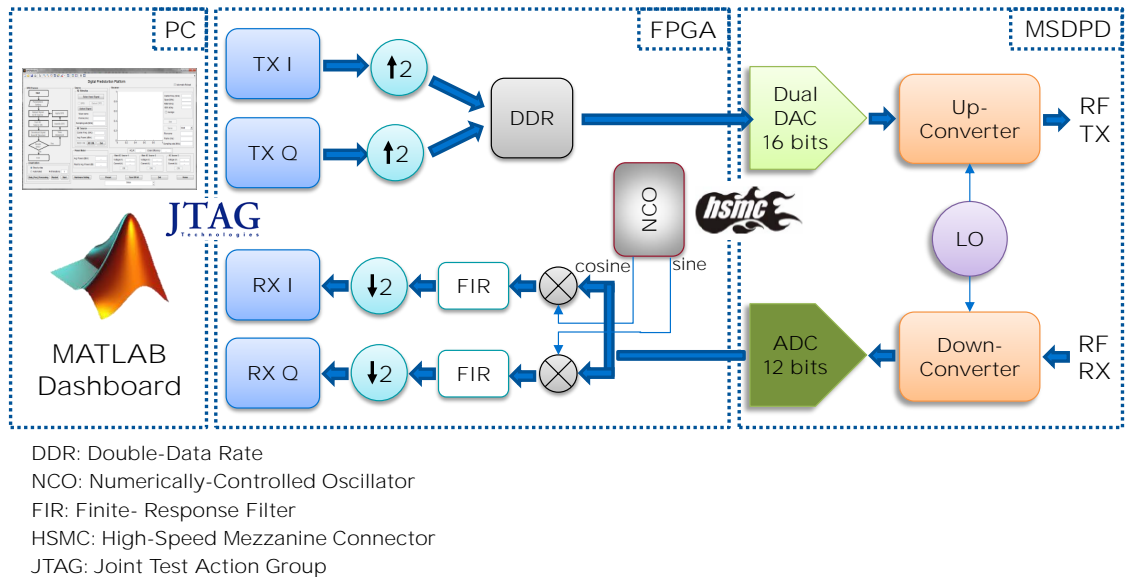 PC
FPGA
MSDPD
Digital Predistortion Platform
TX I
↑2
TX Q
↑2
DDR
Dual
DAC
16 bits
Up-
Converter
RF
TX
NCO
hsmc
JTAG
Technologies
LO
cosine
sine
RX I
↓2
FIR
RX Q
↓2
FIR
ADC
12 bits
Down-
Converter
RF
RX
MATLAB
Dashboard
DDR: Double-Data Rate
NCO: Numerically-Controlled Oscillator
FIR: Finite- Response Filter
HSMC: High-Speed Mezzanine Connector
JTAG: Joint Test Action Group